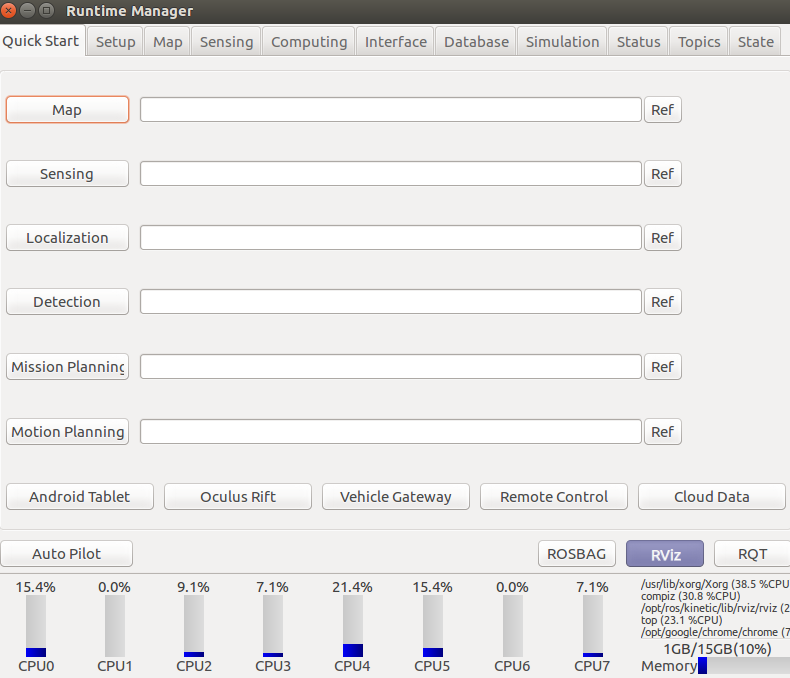 Runtime Manager
Quick Start Setup Map Sensing Computing Interface Database Simulation Status Topics State
Map Ref
Sensing Ref
Localization Ref
Detection Ref
Mission Planning Ref
Motion Planning Ref
Android Tablet Oculus Rift Vehicle Gateway Remote Control Cloud Data
Auto Pilot ROSBAG RViz RQT
15.4% 0.0% 9.1% 7.1% 21.4% 15.4% 0.0% 7.1%
/usr/lib/xorg/Xorg (38.5 %CPU
compiz (30.8 %CPU)
/opt/ros/kinetic/lib/rviz/rviz (2
top (23.1 %CPU)
/opt/google/chrome/chrome (7
1GB/15GB(10%)
CPU0 CPU1 CPU2 CPU3 CPU4 CPU5 CPU6 CPU7 Memory